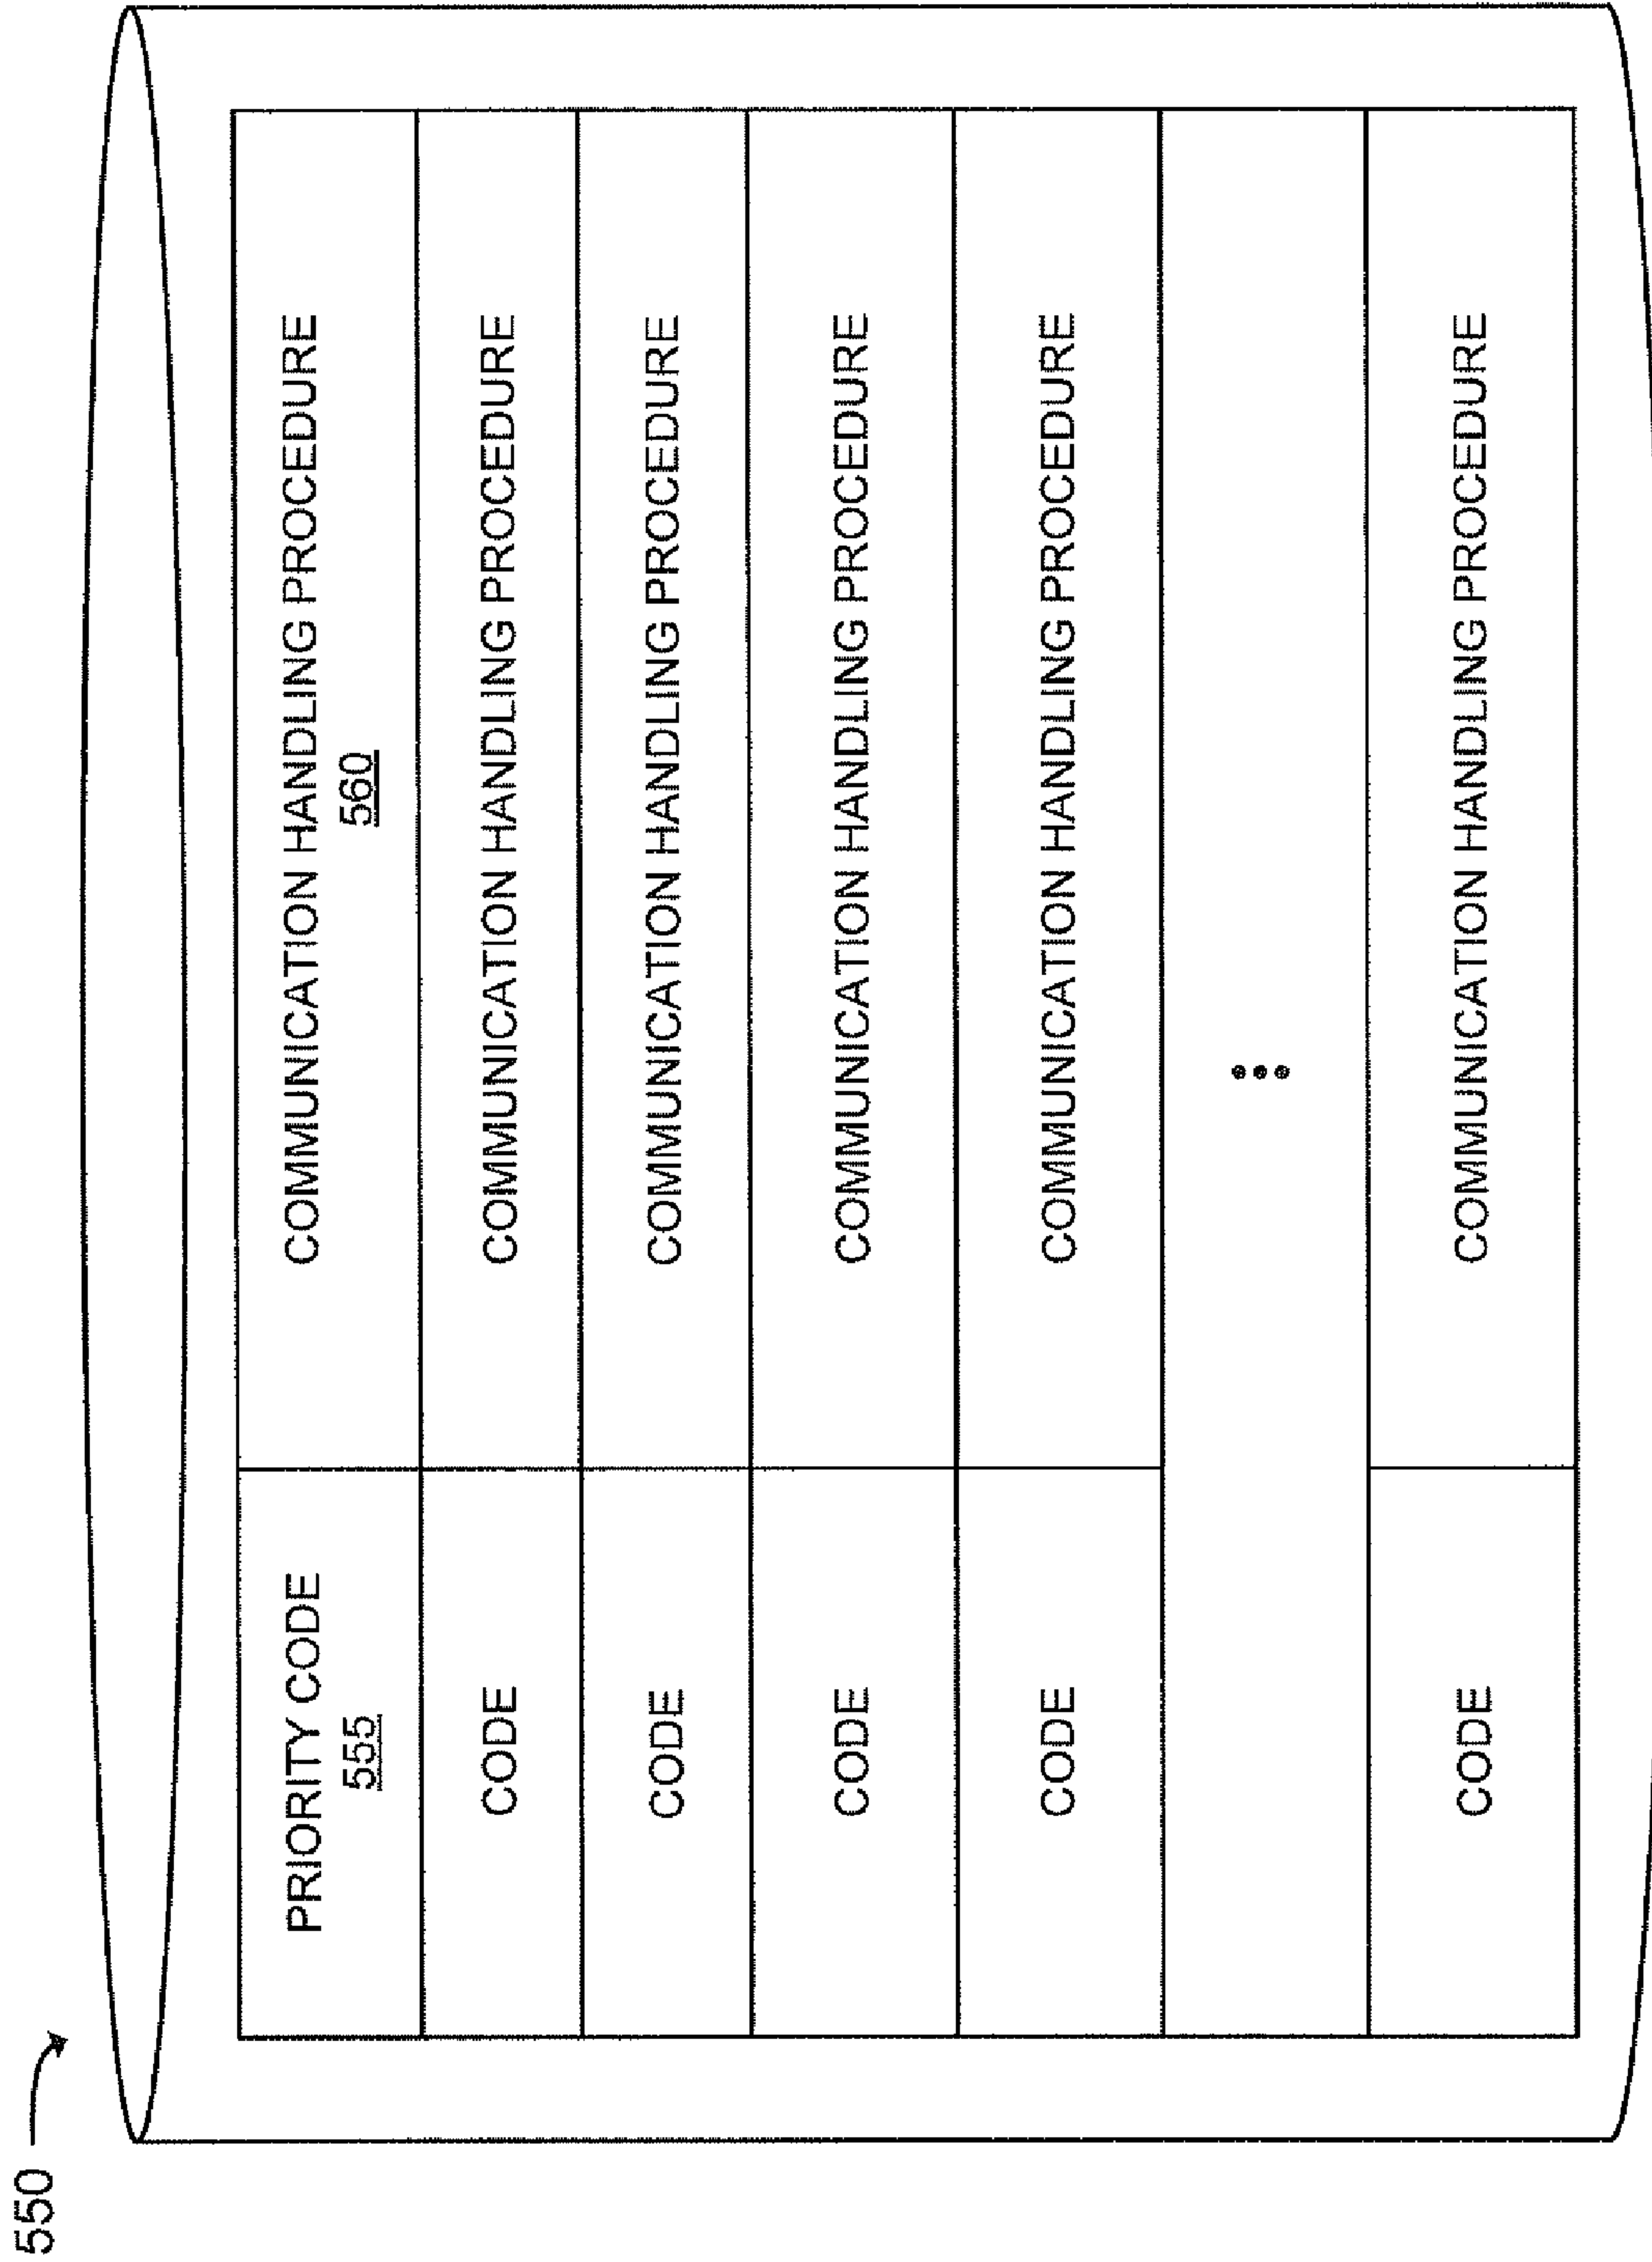 550
PRIORITY CODE
555
COMMUNICATION HANDLING PROCEDURE
560
CODE
COMMUNICATION HANDLING PROCEDURE
CODE
COMMUNICATION HANDLING PROCEDURE
CODE
COMMUNICATION HANDLING PROCEDURE
CODE
COMMUNICATION HANDLING PROCEDURE
•••
CODE
COMMUNICATION HANDLING PROCEDURE